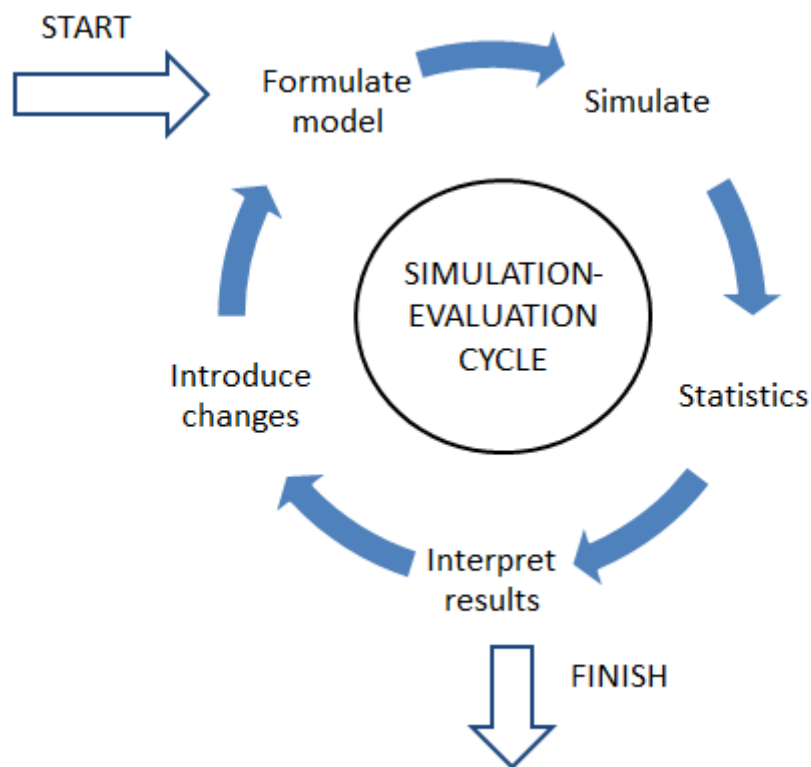 START
Formulate
model
Simulate
SIMULATION-
EVALUATION
CYCLE
Statistics
Introduce
changes
Interpret
results
FINISH